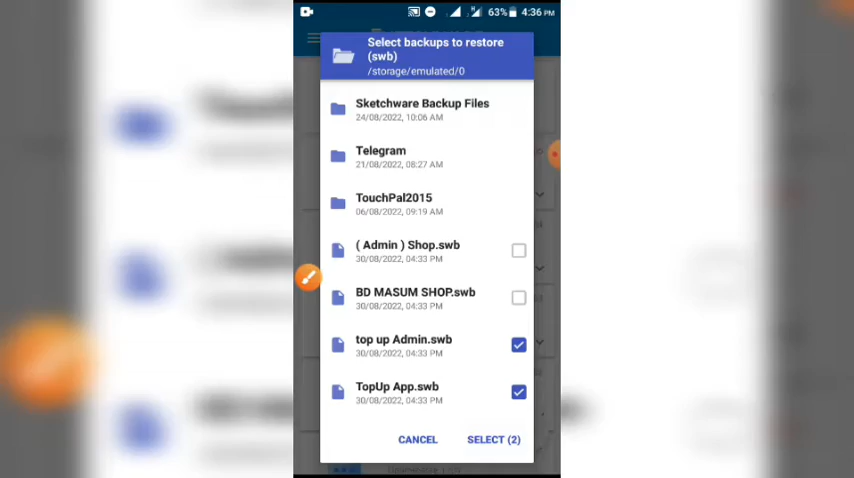 63% 4:36 PM
Select backups to restore
(swb)
/storage/emulated/0
Sketchware Backup Files
24/08/2022, 10:06 AM
Telegram
21/08/2022, 08:27 AM
TouchPal2015
06/08/2022, 09:19 AM
( Admin ) Shop.swb
30/08/2022, 04:33 PM
BD MASUM SHOP.swb
30/08/2022, 04:33 PM
top up Admin.swb
30/08/2022, 04:33 PM
TopUp App.swb
30/08/2022, 04:33 PM
CANCEL SELECT (2)